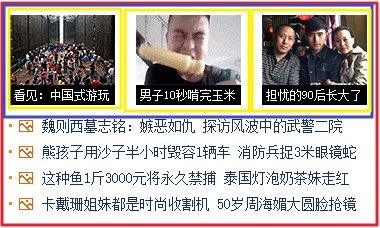 看见：中国式游玩
男子10秒啃完玉米
担忧的90后长大了
魏则西墓志铭：嫉恶如仇 探访风波中的武警二院
熊孩子用沙子半小时毁容1辆车 消防兵捉3米眼镜蛇
这种鱼1斤3000元将永久禁捕 泰国灯泡奶茶妹走红
卡戴珊姐妹都是时尚收割机 50岁周海媚大圆脸抢镜